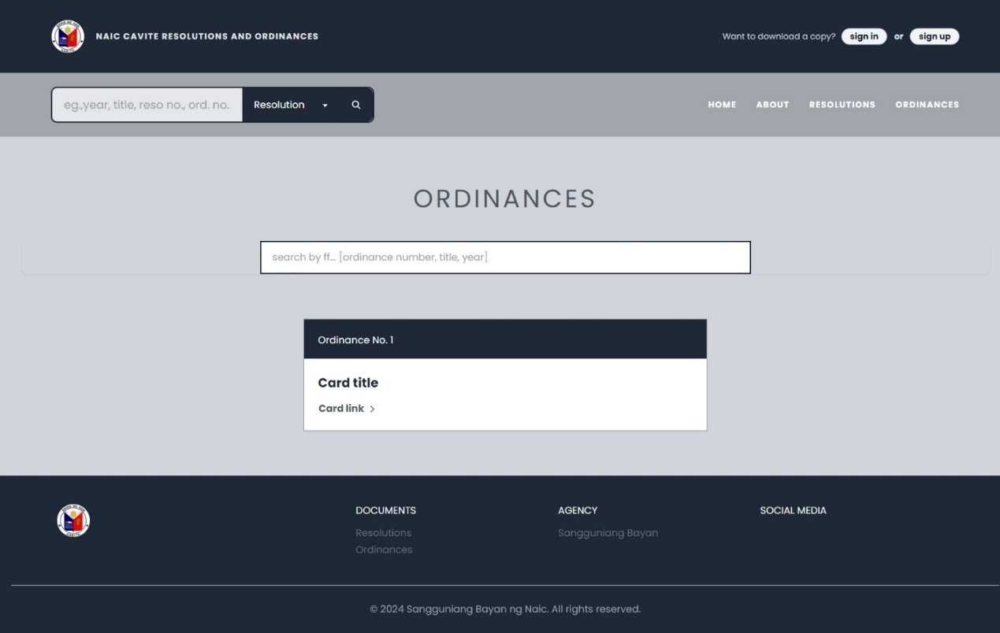 NAIC CAVITE RESOLUTIONS AND ORDINANCES
Want to download a copy? sign in or sign up
eg.,year, title, reso no., ord. no. Resolution
HOME ABOUT RESOLUTIONS ORDINANCES
ORDINANCES
search by ff... [ordinance number, title, year]
Ordinance No. 1
Card title
Card link >
DOCUMENTS
Resolutions
Ordinances
AGENCY
Sangguniang Bayan
SOCIAL MEDIA
© 2024 Sangguniang Bayan ng Naic. All rights reserved.